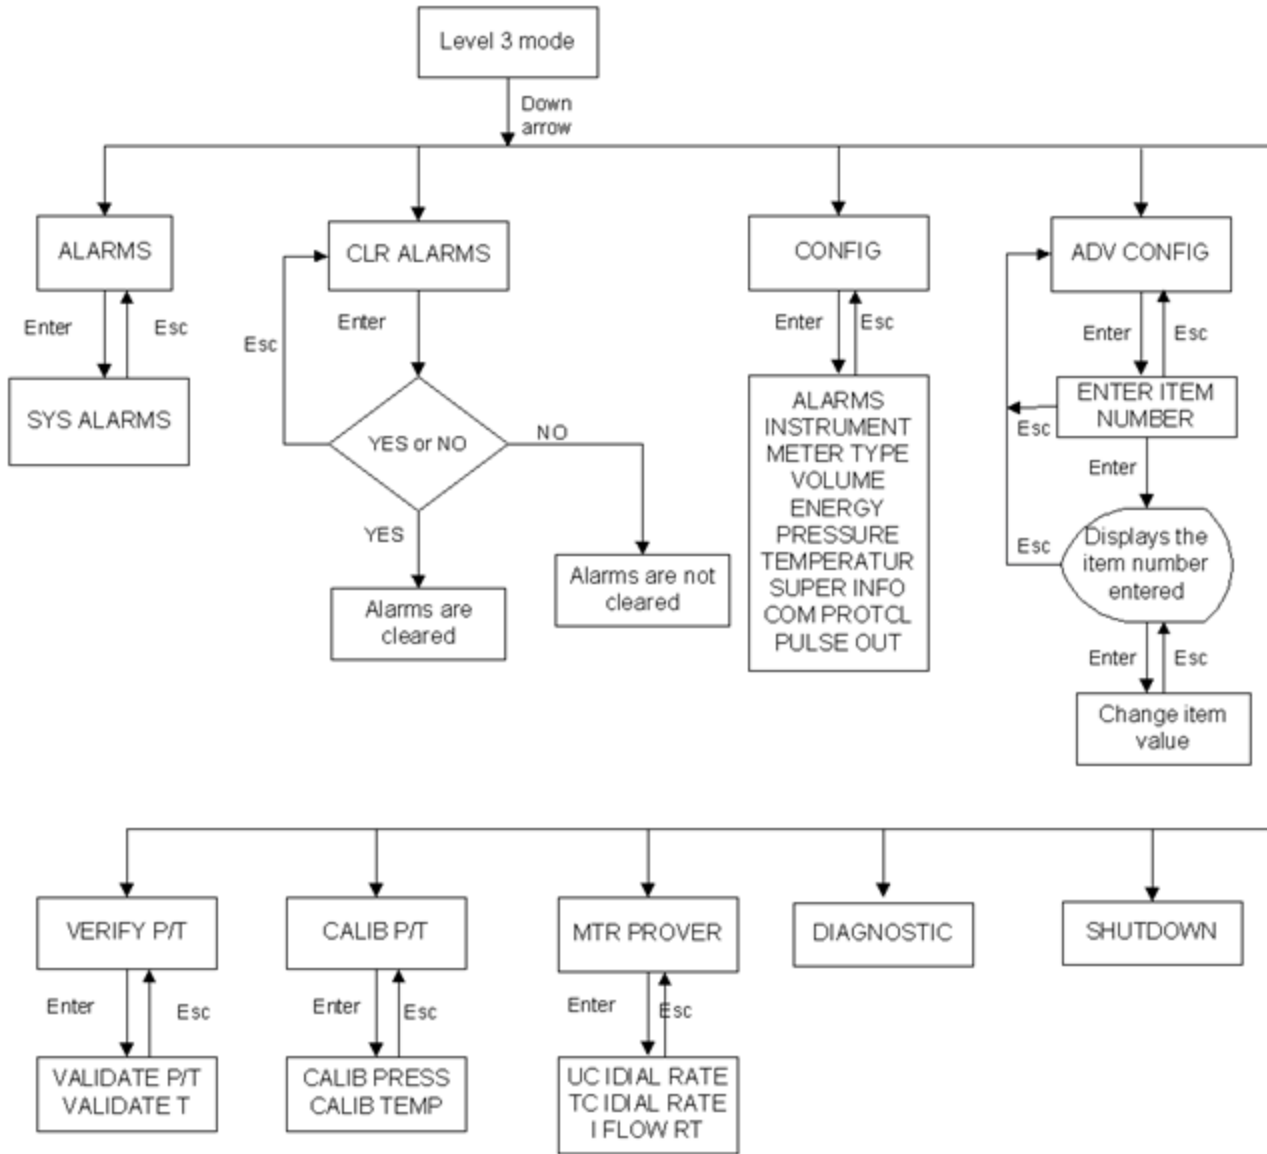 Level 3 mode
Down
arrow
ALARMS
CLR ALARMS
CONFIG
ADV CONFIG
Enter
Esc
Esc
Enter
Enter
Esc
Enter
Esc
SYS ALARMS
YES or NO
NO
YES
Alarms are
cleared
Alarms are not
cleared
ALARMS
INSTRUMENT
METER TYPE
VOLUME
ENERGY
PRESSURE
TEMPERATUR
SUPER INFO
COM PROTCL
PULSE OUT
ENTER ITEM
NUMBER
Esc
Enter
Esc
Displays the
item number
entered
Enter
Esc
Change item
value
VERIFY P/T
CALIB P/T
MTR PROVER
DIAGNOSTIC
SHUTDOWN
Enter
Esc
Enter
Esc
Enter
Esc
VALIDATE P/T
VALIDATE T
CALIB PRESS
CALIB TEMP
UC IDIAL RATE
TC IDIAL RATE
I FLOW RT